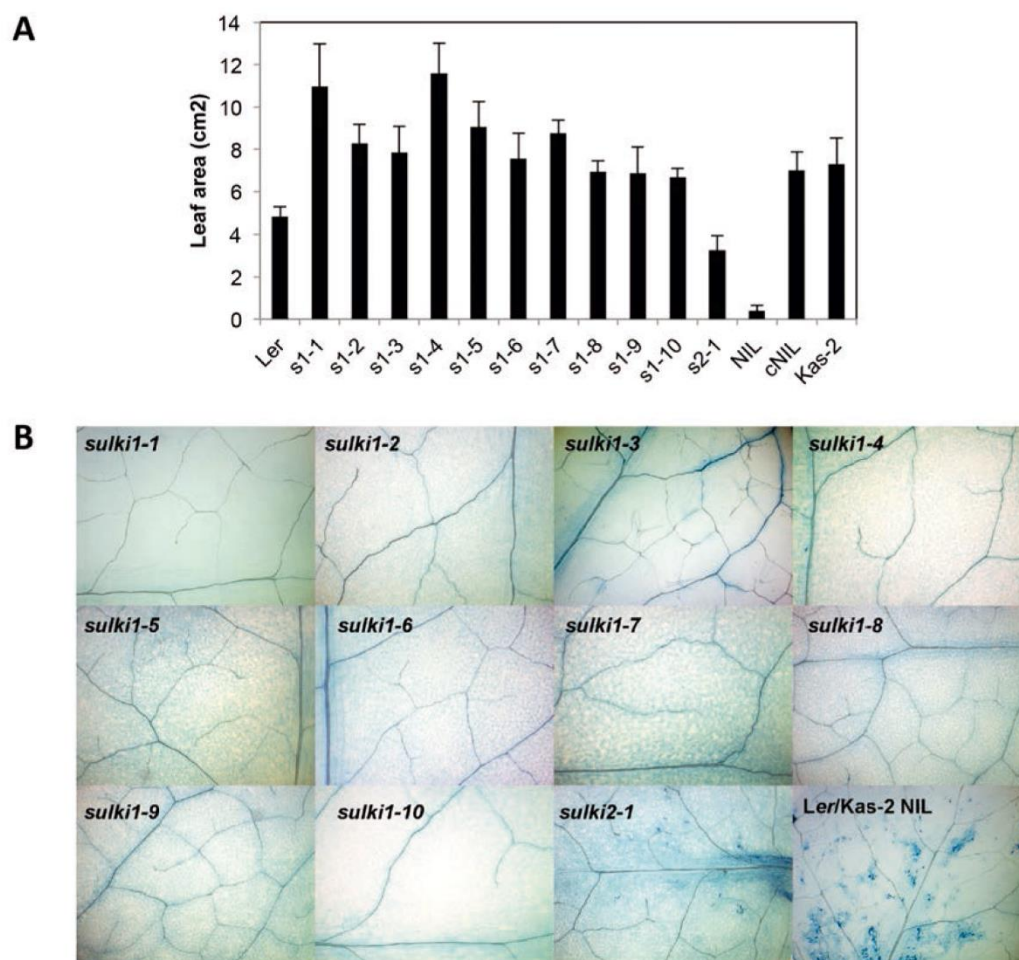 A
Leaf area (cm2)
14
12
10
8
6
4
2
0
Ler
s1-1
s1-2
s1-3
s1-4
s1-5
s1-6
s1-7
s1-8
s1-9
s1-10
s2-1
NIL
cNIL
Kas-2
B
sulki1-1
sulki1-2
sulki1-3
sulki1-4
sulki1-5
sulki1-6
sulki1-7
sulki1-8
sulki1-9
sulki1-10
sulki2-1
Ler/Kas-2 NIL